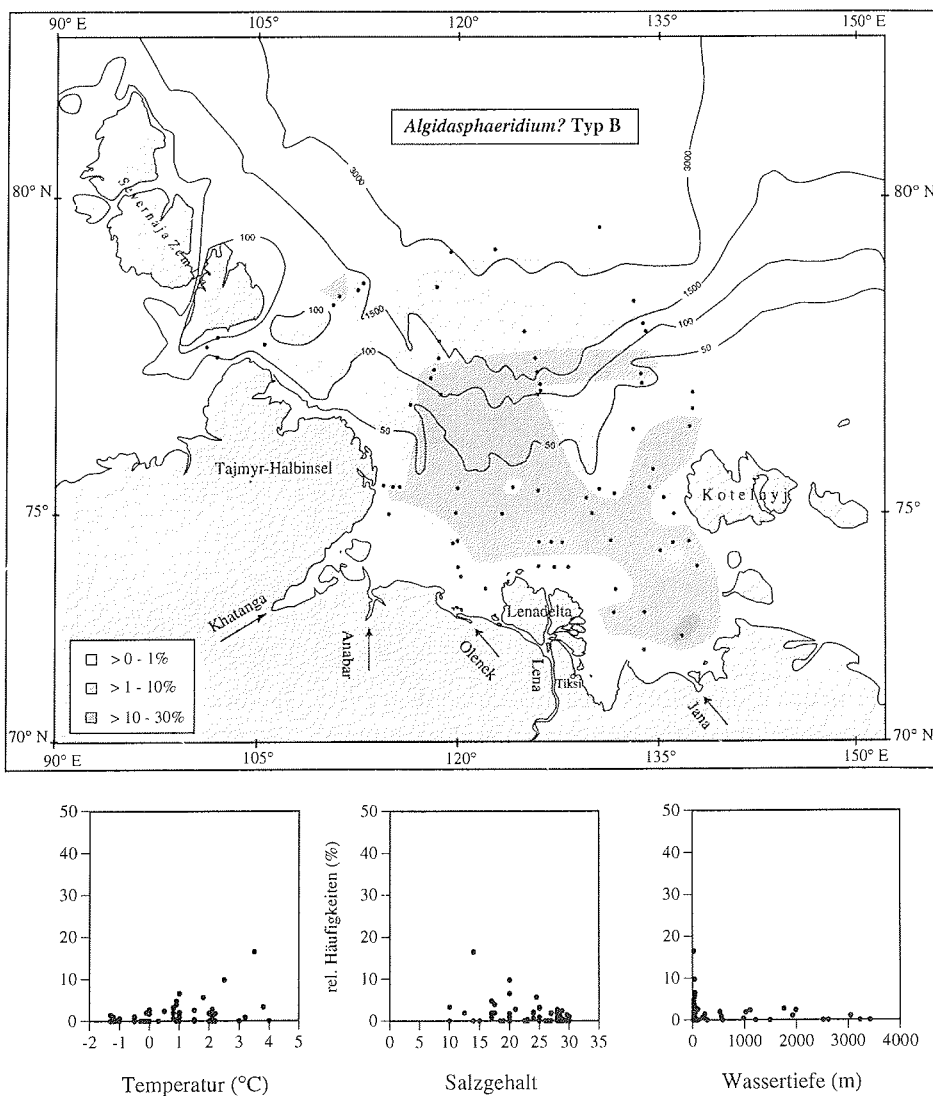 90° E
105°
120°
135°
150° E
Algidasphaeridium? Typ B
3000
3000
80° N
80° N
Severnaja Zemlja
100
100
1500
1500
100
100
50
50
50
Tajmyr-Halbinsel
Kotelnyj
75°
75°
Khatanga
Anabar
Olenek
Lenadelta
Lena
Tiksi
Jana
> 0 - 1%
> 1 - 10%
> 10 - 30%
70° N
70° N
90° E
105°
120°
135°
150° E
50
40
30
20
10
0
-2 -1 0 1 2 3 4 5
Temperatur (°C)
rel. Häufigkeiten (%)
50
40
30
20
10
0
0 5 10 15 20 25 30 35
Salzgehalt
50
40
30
20
10
0
0 1000 2000 3000 4000
Wassertiefe (m)